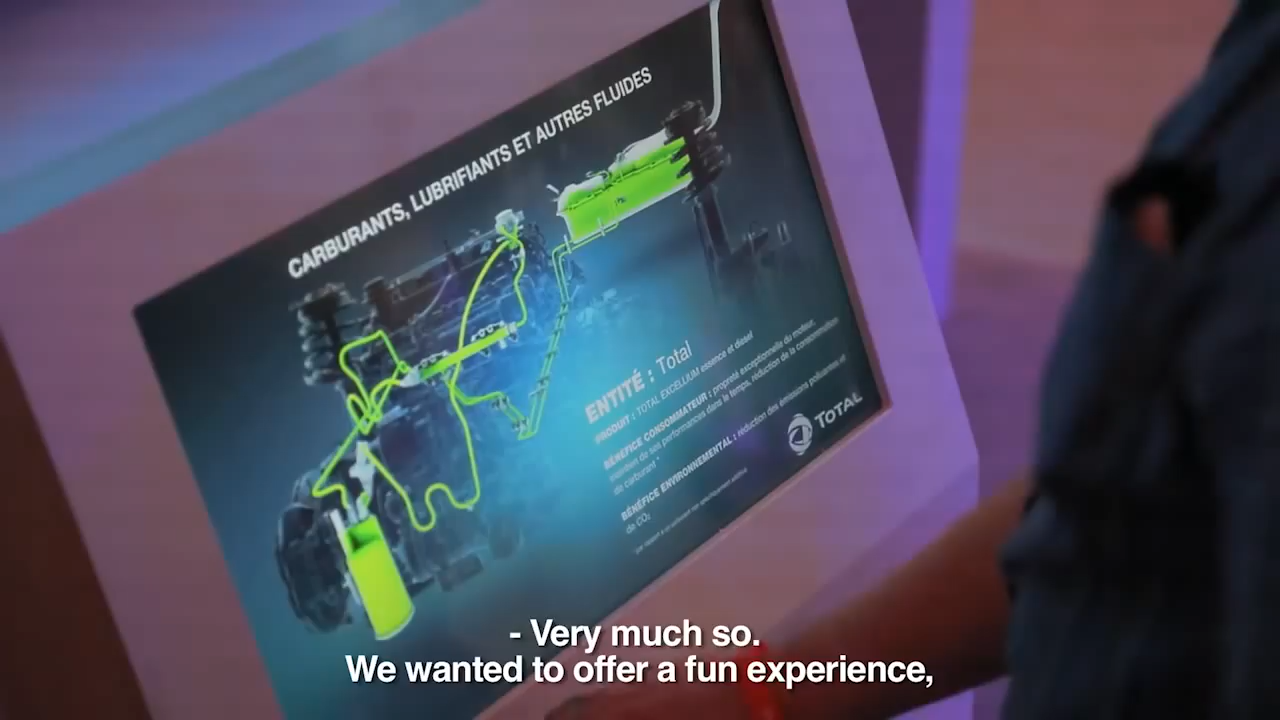 CARBURANTS, LUBRIFIANTS ET AUTRES FLUIDES
ENTITÉ : Total
PRODUIT : TOTAL EXCELLIUM essence et diesel
BÉNÉFICE CONSOMMATEUR : propreté exceptionnelle du moteur,
maintien de ses performances dans le temps, réduction de la consommation
de carburant*
BÉNÉFICE ENVIRONNEMENTAL : réduction des émissions polluantes et
de CO₂
TOTAL
- Very much so.
We wanted to offer a fun experience,